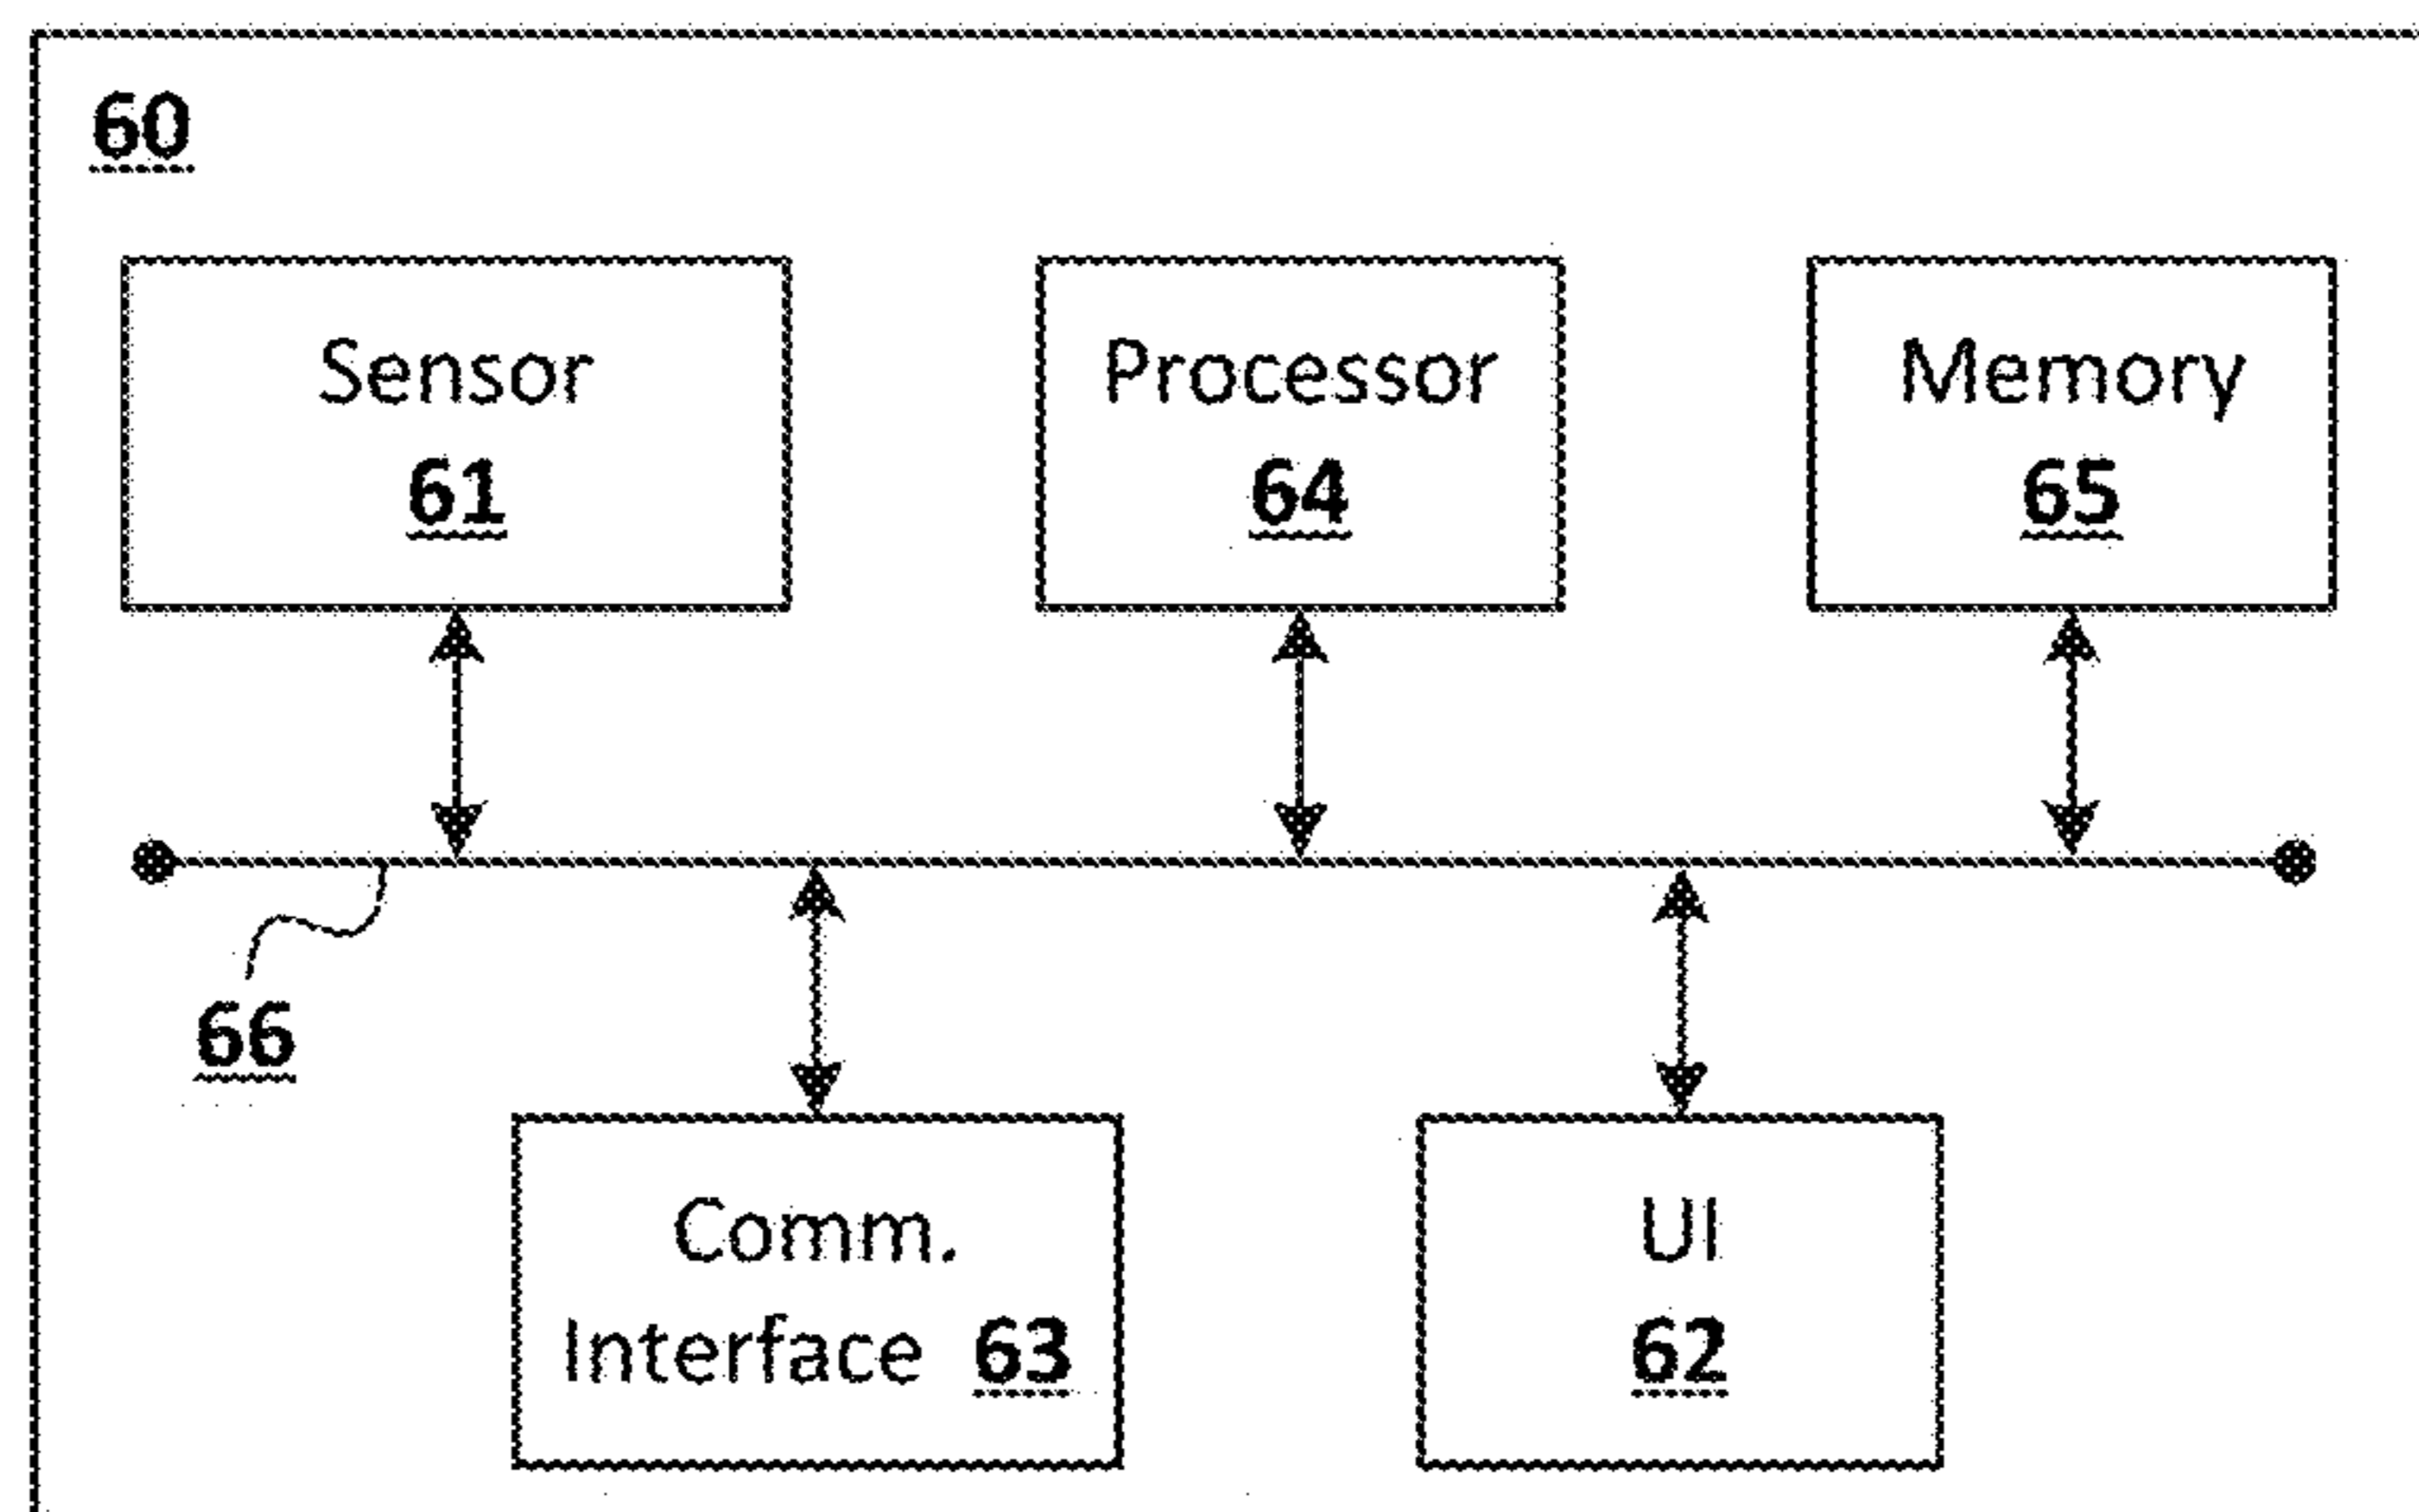 60
Sensor
61
Processor
64
Memory
65
66
Comm.
Interface 63
UI
62